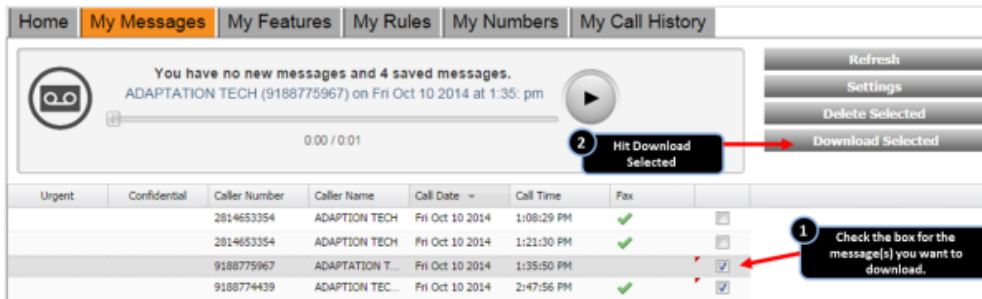 Home My Messages My Features My Rules My Numbers My Call History
You have no new messages and 4 saved messages.
ADAPTATION TECH (9188775967) on Fri Oct 10 2014 at 1:35: pm
0:00 / 0:01
Refresh
Settings
Delete Selected
Download Selected
2 Hit Download
Selected
Urgent Confidential Caller Number Caller Name Call Date Call Time Fax
2814653354 ADAPTION TECH Fri Oct 10 2014 1:08:29 PM
2814653354 ADAPTION TECH Fri Oct 10 2014 1:21:30 PM
9188775967 ADAPTATION T... Fri Oct 10 2014 1:35:50 PM
9188774439 ADAPTION TEC... Fri Oct 10 2014 2:47:56 PM
1 Check the box for the
message(s) you want to
download.